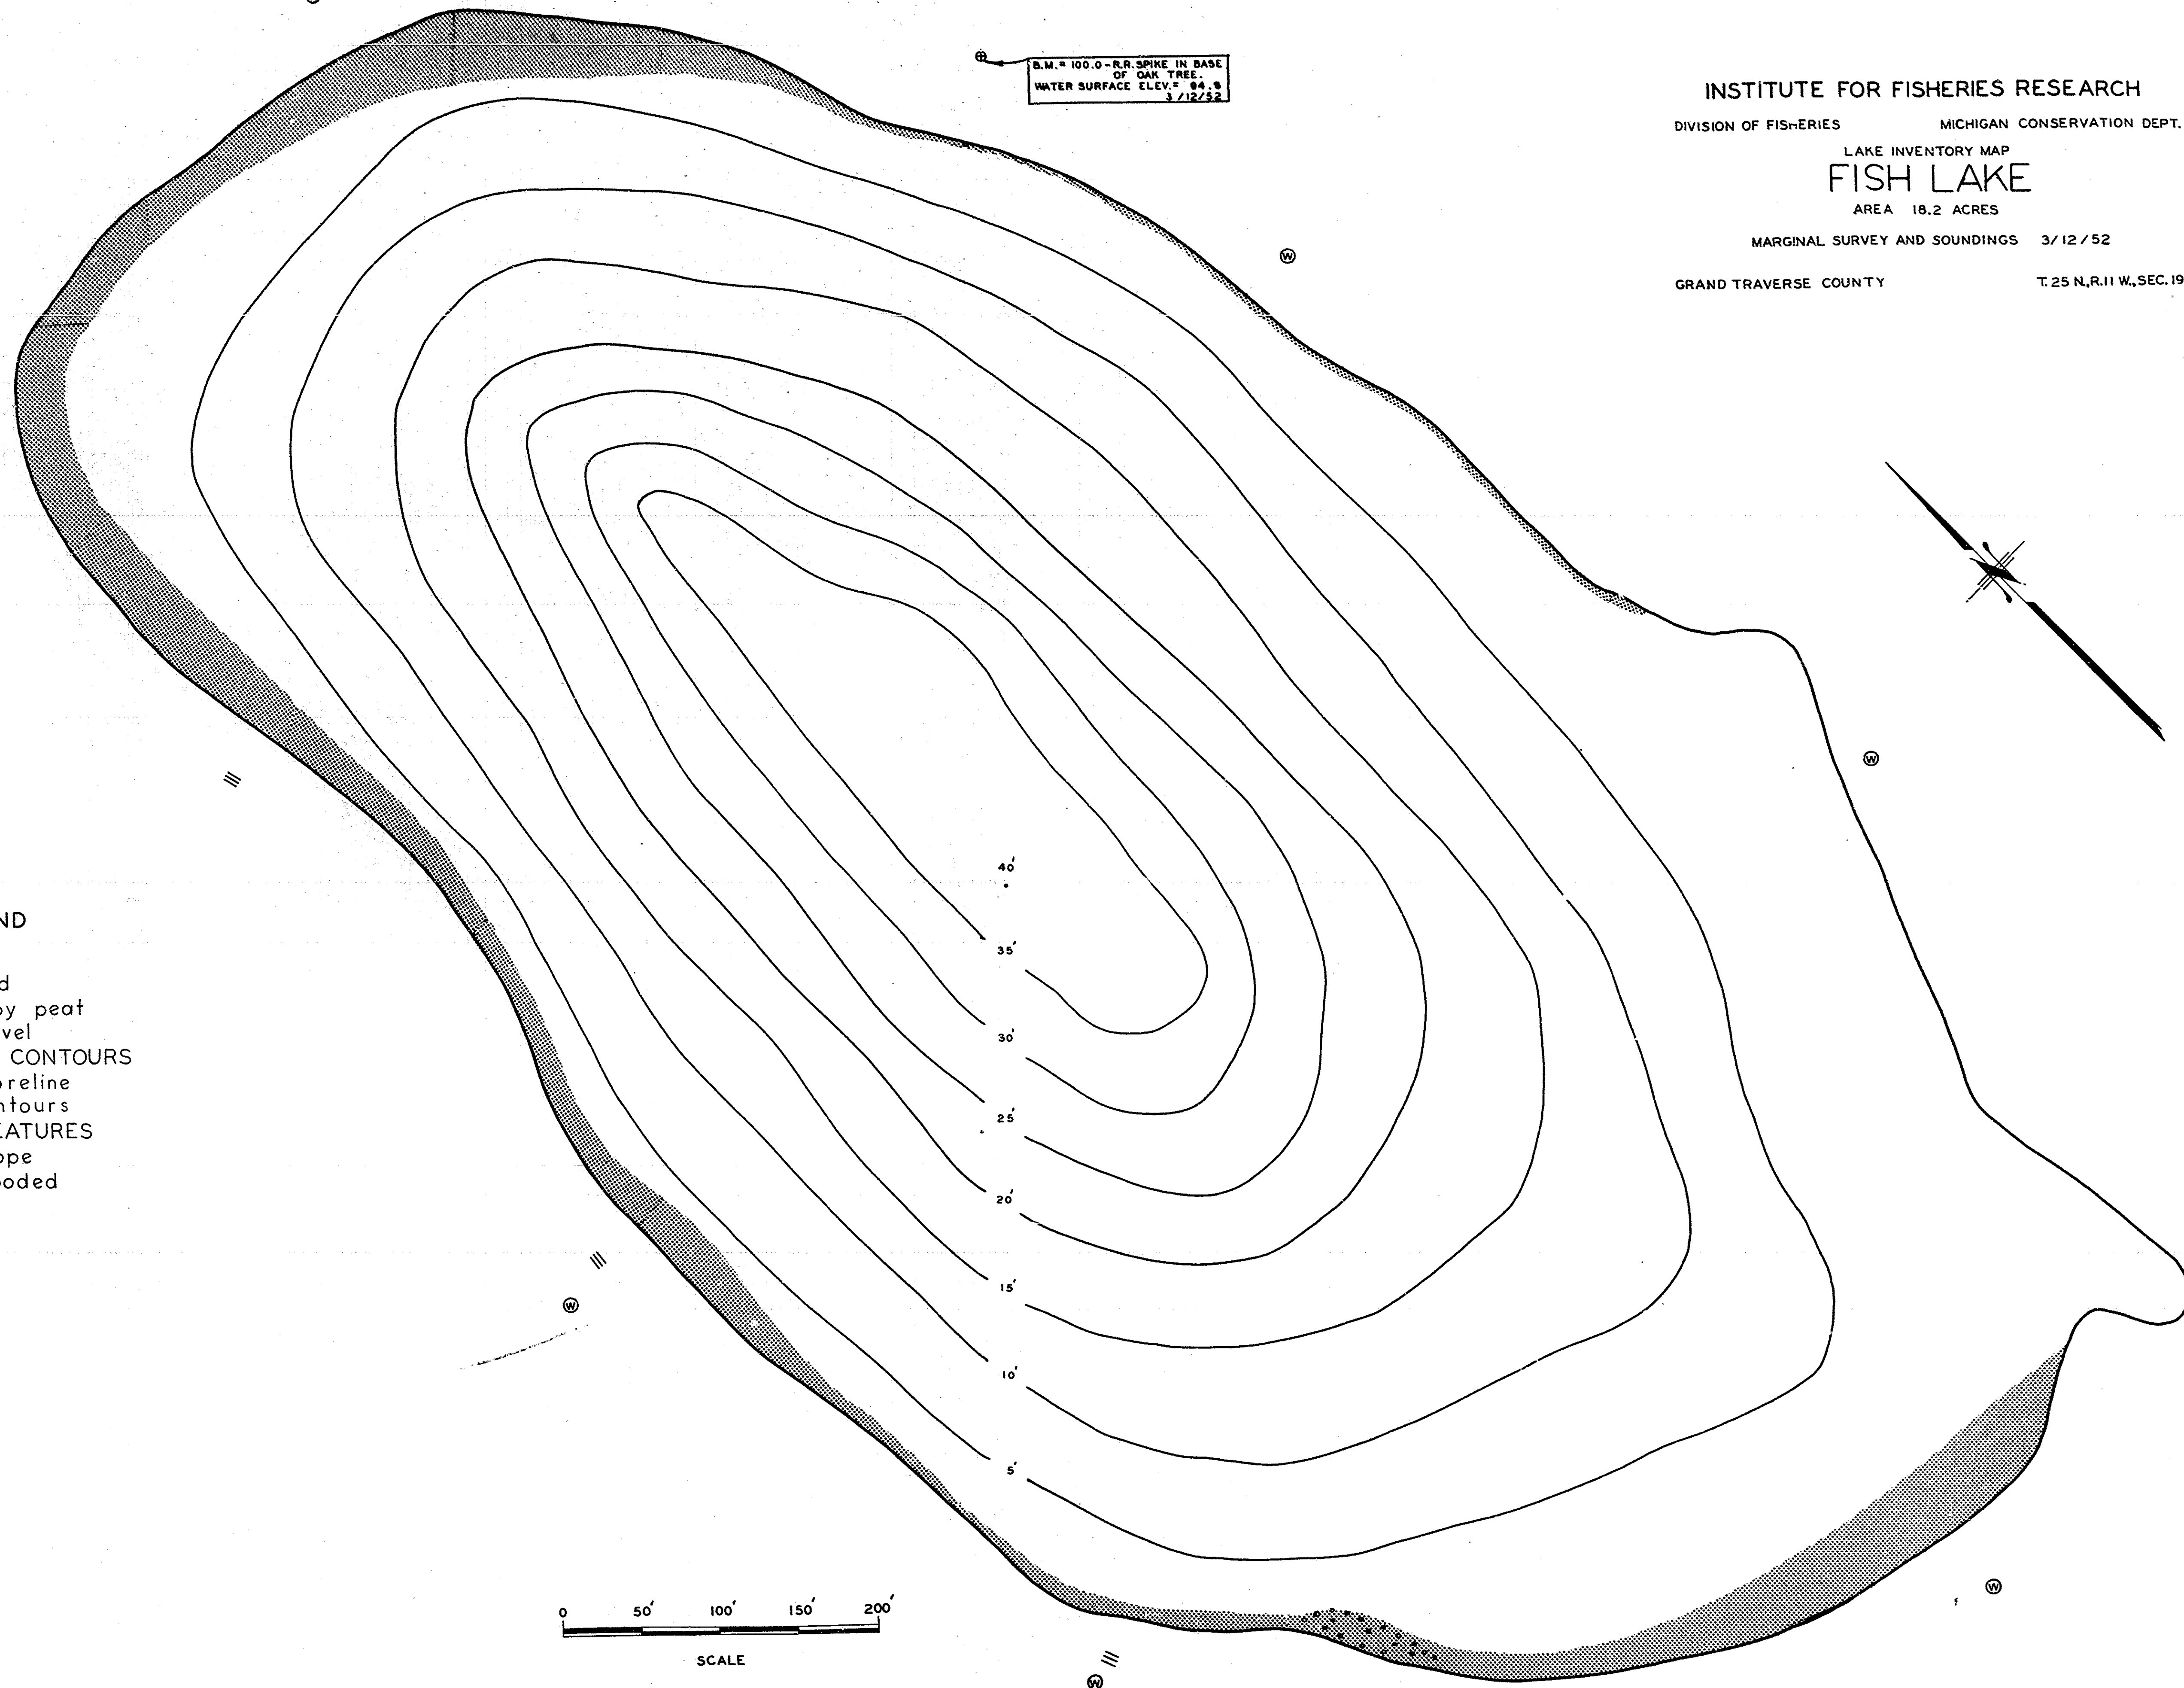 B.M.= 100.0-R.R. SPIKE IN BASE
OF OAK TREE.
WATER SURFACE ELEV.= 94.8
3/12/52
INSTITUTE FOR FISHERIES RESEARCH
DIVISION OF FISHERIES MICHIGAN CONSERVATION DEPT.
LAKE INVENTORY MAP
FISH LAKE
AREA 18.2 ACRES
MARGINAL SURVEY AND SOUNDINGS 3/12/52
GRAND TRAVERSE COUNTY T.25 N.,R.11 W.,SEC.19
W
W
40'
35'
30'
25'
20'
15'
10'
5'
ND
d
by peat
vel
CONTOURS
oreline
ntours
EATURES
ope
ooded
W
W
W
0 50' 100' 150' 200'
SCALE